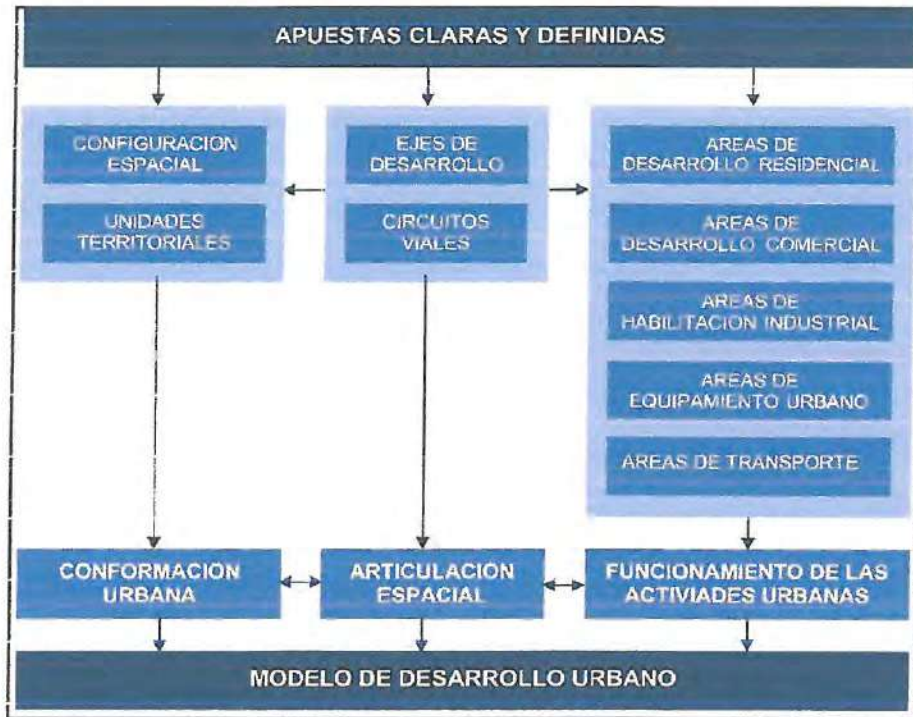 APUESTAS CLARAS Y DEFINIDAS
CONFIGURACION
ESPACIAL
UNIDADES
TERRITORIALES
EJES DE
DESARROLLO
CIRCUITOS
VIALES
AREAS DE
DESARROLLO RESIDENCIAL
AREAS DE
DESARROLLO COMERCIAL
AREAS DE
HABILITACION INDUSTRIAL
AREAS DE
EQUIPAMIENTO URBANO
AREAS DE TRANSPORTE
CONFORMACION
URBANA
ARTICULACION
ESPACIAL
FUNCIONAMIENTO DE LAS
ACTIVIADES URBANAS
MODELO DE DESARROLLO URBANO